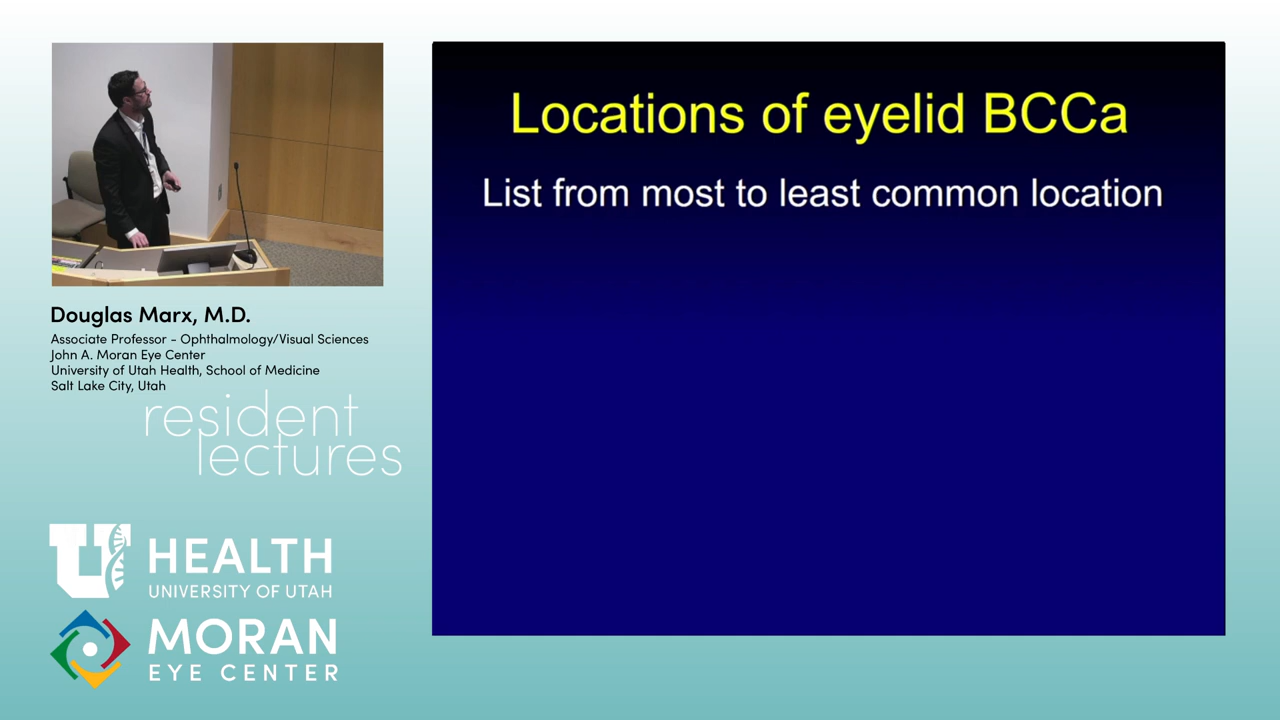 Locations of eyelid BCCa
List from most to least common location
Douglas Marx, M.D.
Associate Professor - Ophthalmology/Visual Sciences
John A. Moran Eye Center
University of Utah Health, School of Medicine
Salt Lake City, Utah
resident
lectures
U HEALTH
UNIVERSITY OF UTAH
MORAN
EYE CENTER